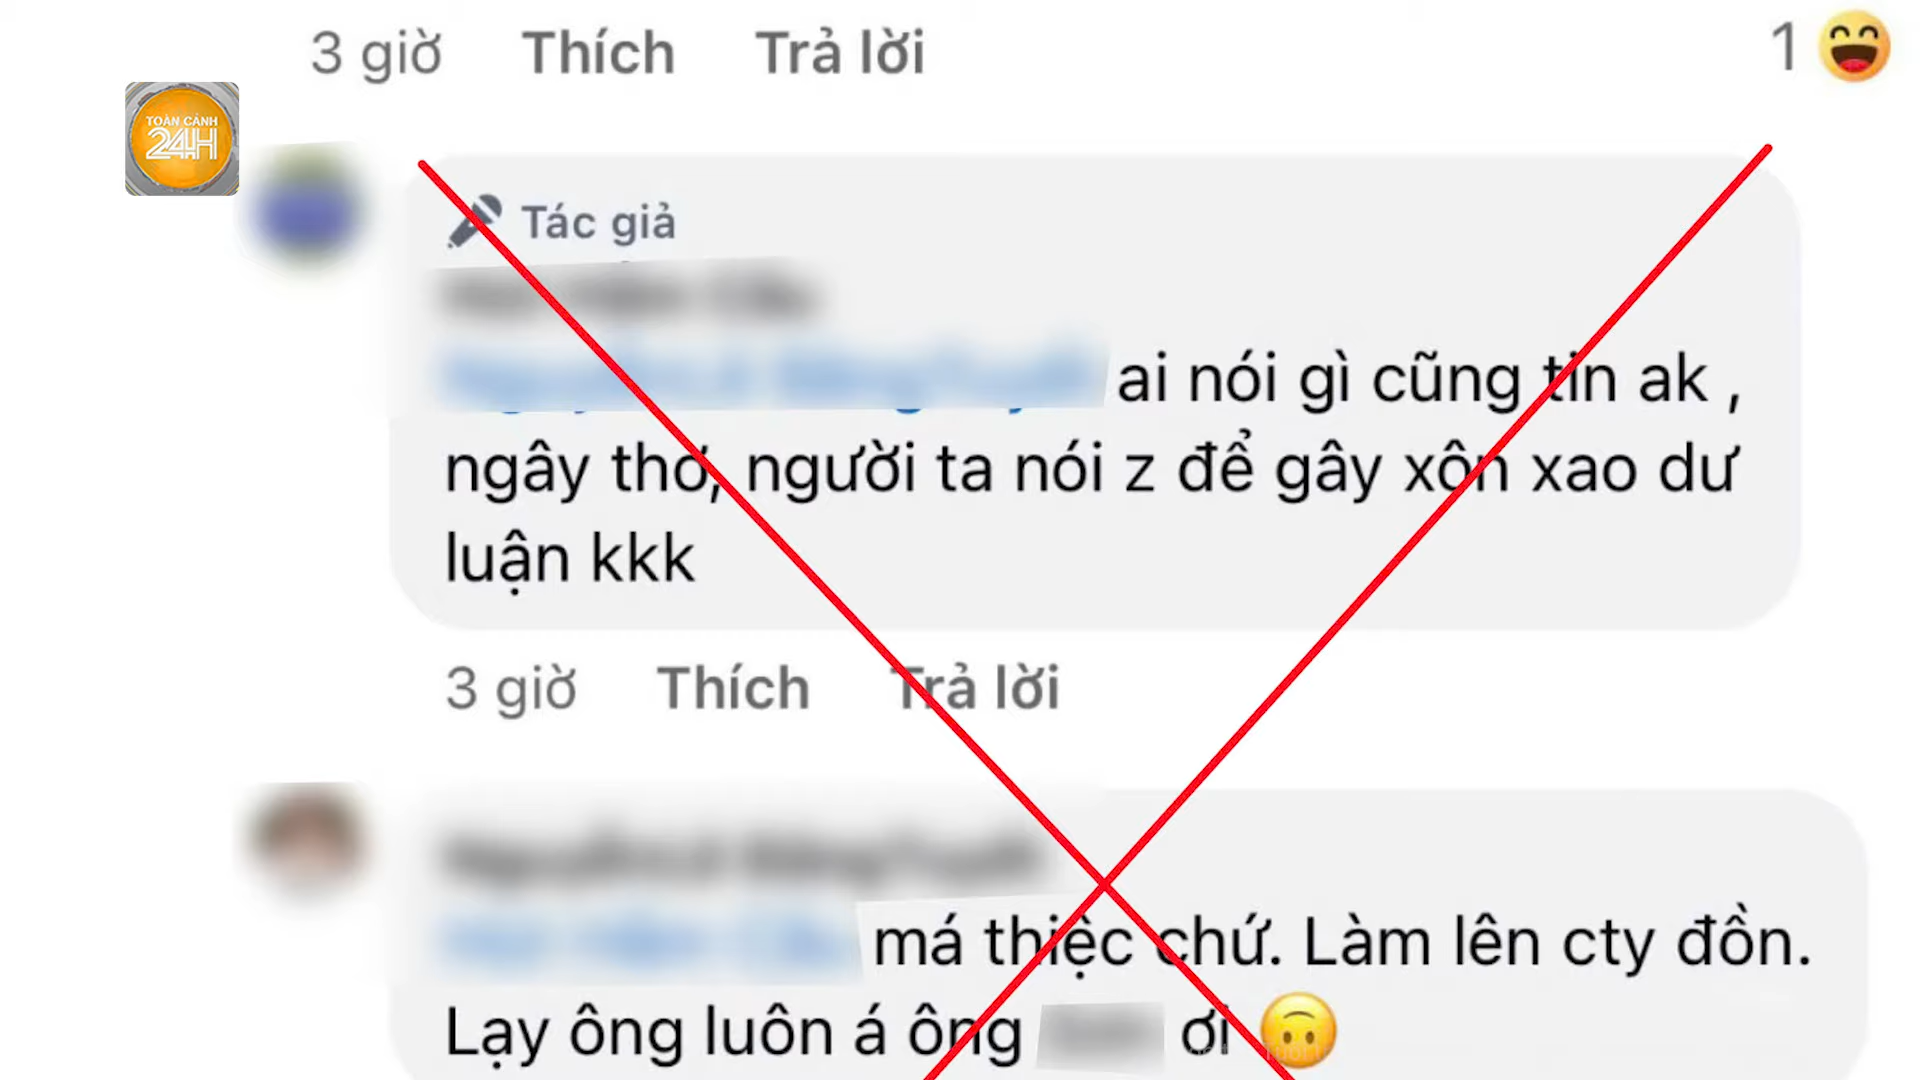 3 giờ Thích Trả lời 1
TOÀN CẢNH
24H
Tác giả
ai nói gì cũng tin ak ,
ngây thơ, người ta nói z để gây xôn xao dư
luận kkk
3 giờ Thích Trả lời
má thiệc chứ. Làm lên cty đồn.
Lạy ông luôn á ông ơi